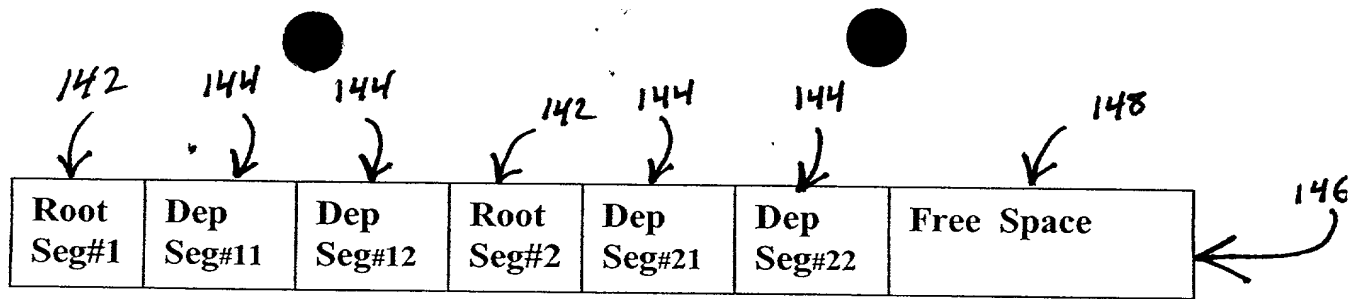 142 144 144 142 144 144 148
146
Root Seg#1
Dep Seg#11
Dep Seg#12
Root Seg#2
Dep Seg#21
Dep Seg#22
Free Space